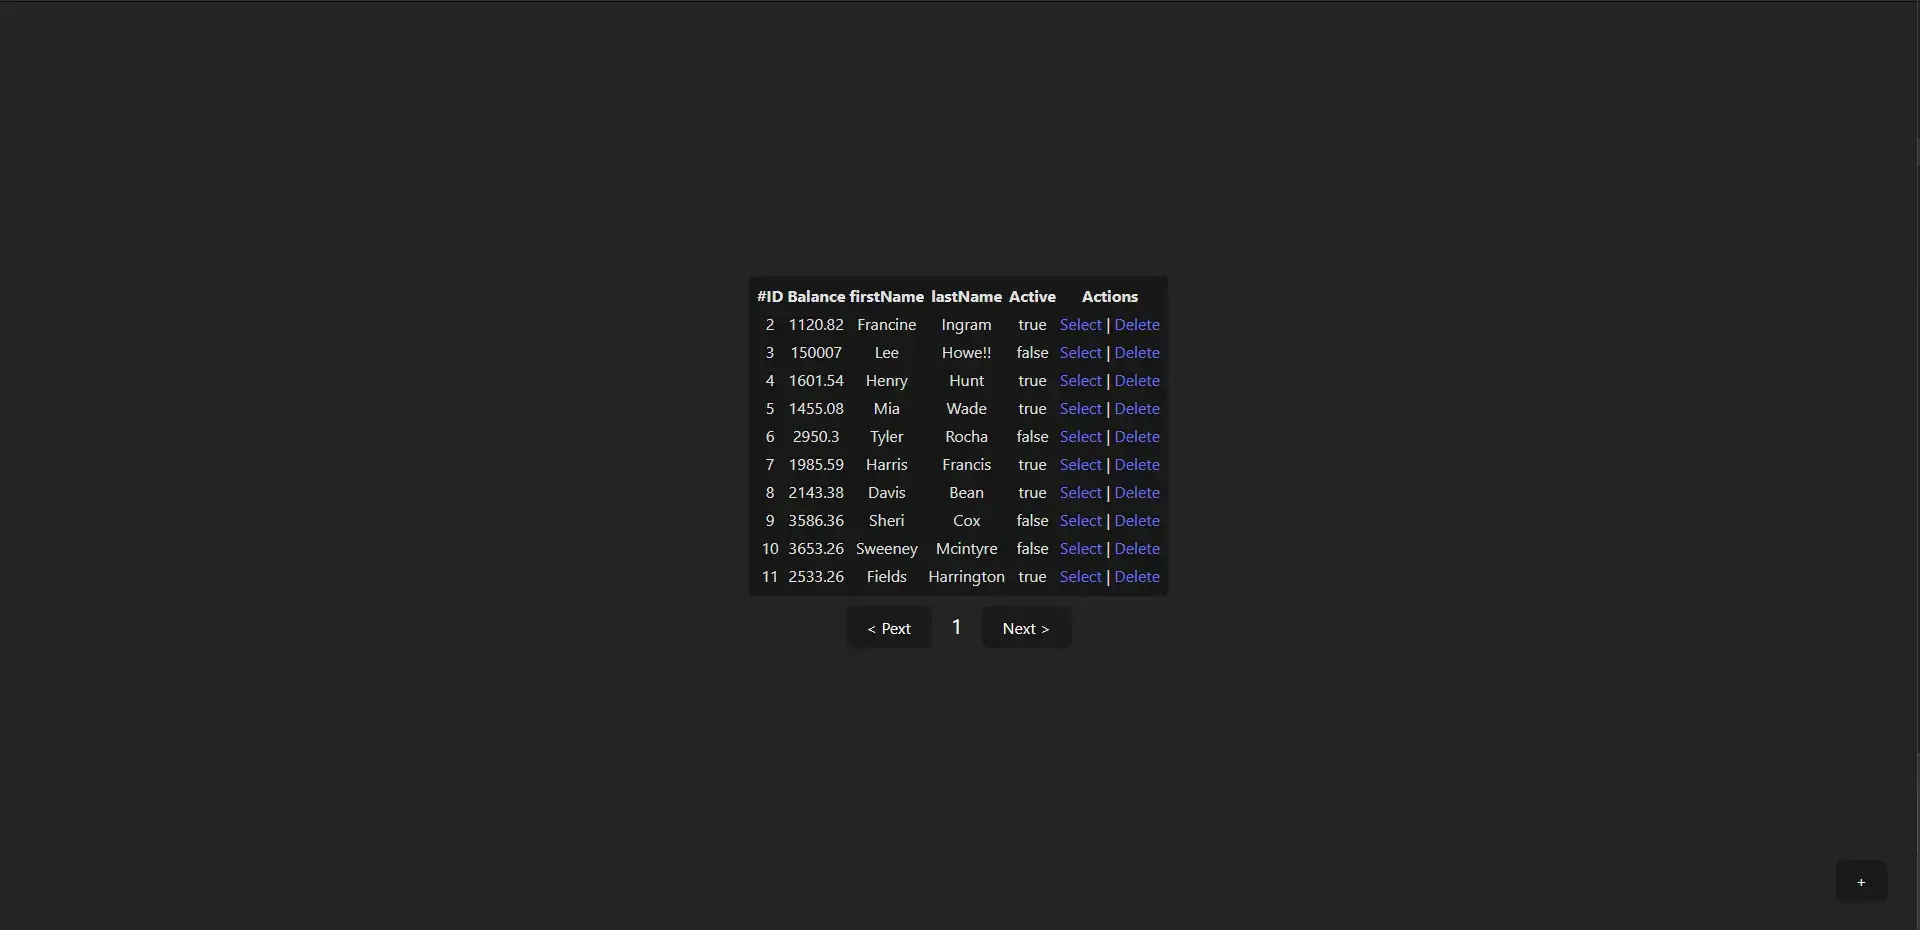 #ID Balance firstName lastName Active Actions
2 1120.82 Francine Ingram true Select | Delete
3 150007 Lee Howe!! false Select | Delete
4 1601.54 Henry Hunt true Select | Delete
5 1455.08 Mia Wade true Select | Delete
6 2950.3 Tyler Rocha false Select | Delete
7 1985.59 Harris Francis true Select | Delete
8 2143.38 Davis Bean true Select | Delete
9 3586.36 Sheri Cox false Select | Delete
10 3653.26 Sweeney Mcintyre false Select | Delete
11 2533.26 Fields Harrington true Select | Delete
< Pext 1 Next >
+